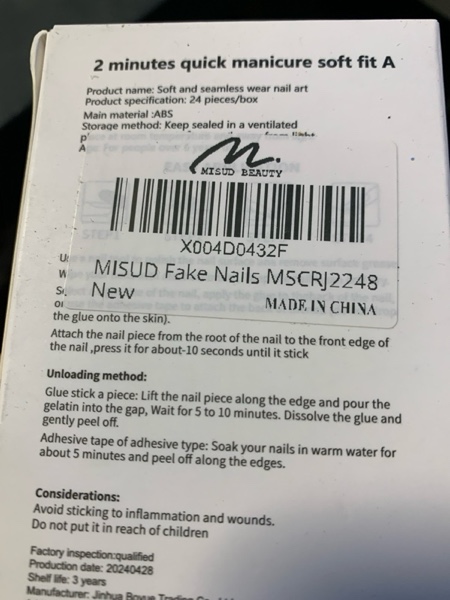 2 minutes quick manicure soft fit A
Product name: Soft and seamless wear nail art
Product specification: 24 pieces/box
Main material :ABS
Storage method: Keep sealed in a ventilated
MISUD BEAUTY
X004D0432F
MISUD Fake Nails MSCRJ2248
New
MADE IN CHINA
the glue onto the skin).
Attach the nail piece from the root of the nail to the front edge of
the nail ,press it for about-10 seconds until it stick
Unloading method:
Glue stick a piece: Lift the nail piece along the edge and pour the
gelatin into the gap, Wait for 5 to 10 minutes. Dissolve the glue and
gently peel off.
Adhesive tape of adhesive type: Soak your nails in warm water for
about 5 minutes and peel off along the edges.
Considerations:
Avoid sticking to inflammation and wounds.
Do not put it in reach of children
Factory inspection:qualified
Production date: 20240428
Shelf life: 3 years
Manufacturer: Jinhua Boyue Trading